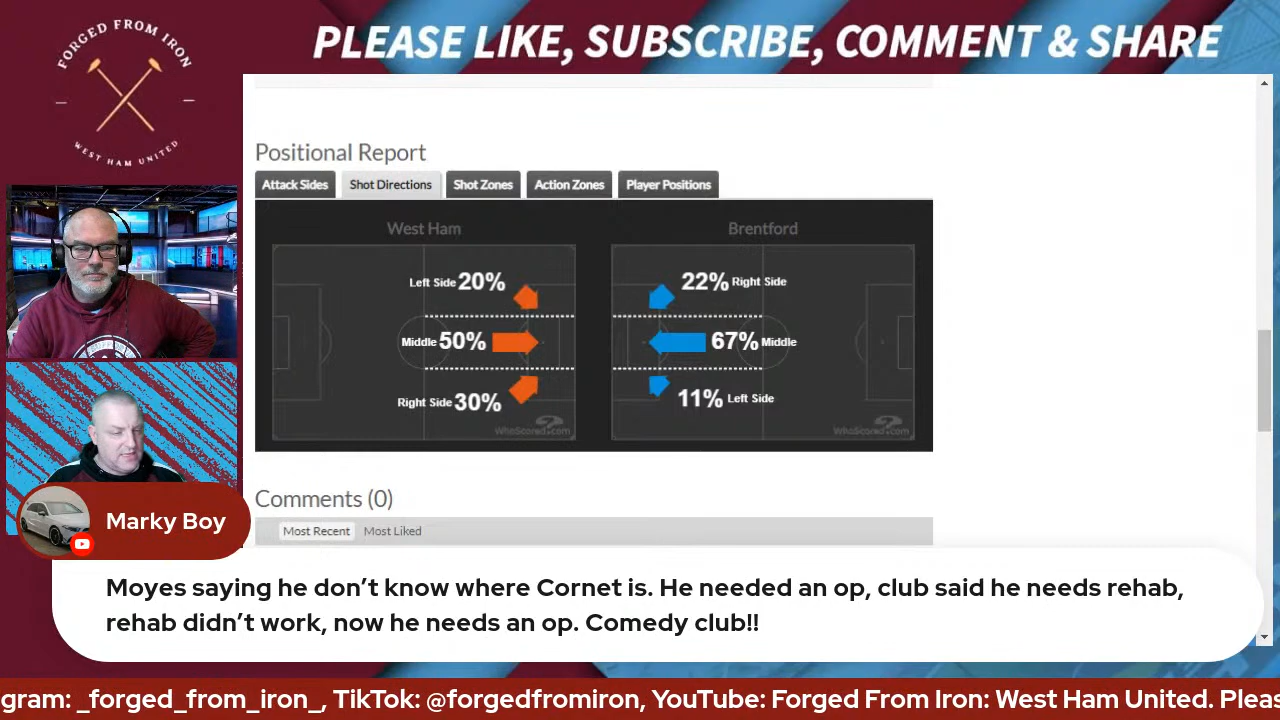 FORGED FROM IRON
WEST HAM UNITED
PLEASE LIKE, SUBSCRIBE, COMMENT & SHARE
Positional Report
Attack Sides
Shot Directions
Shot Zones
Action Zones
Player Positions
West Ham
Brentford
Left Side 20%
22% Right Side
Middle 50%
67% Middle
Right Side 30%
11% Left Side
WhoScored.com
WhoScored.com
Comments (0)
Most Recent
Most Liked
Marky Boy
Moyes saying he don’t know where Cornet is. He needed an op, club said he needs rehab,
rehab didn’t work, now he needs an op. Comedy club!!
gram: _forged_from_iron_, TikTok: @forgedfromiron, YouTube: Forged From Iron: West Ham United. Pleas